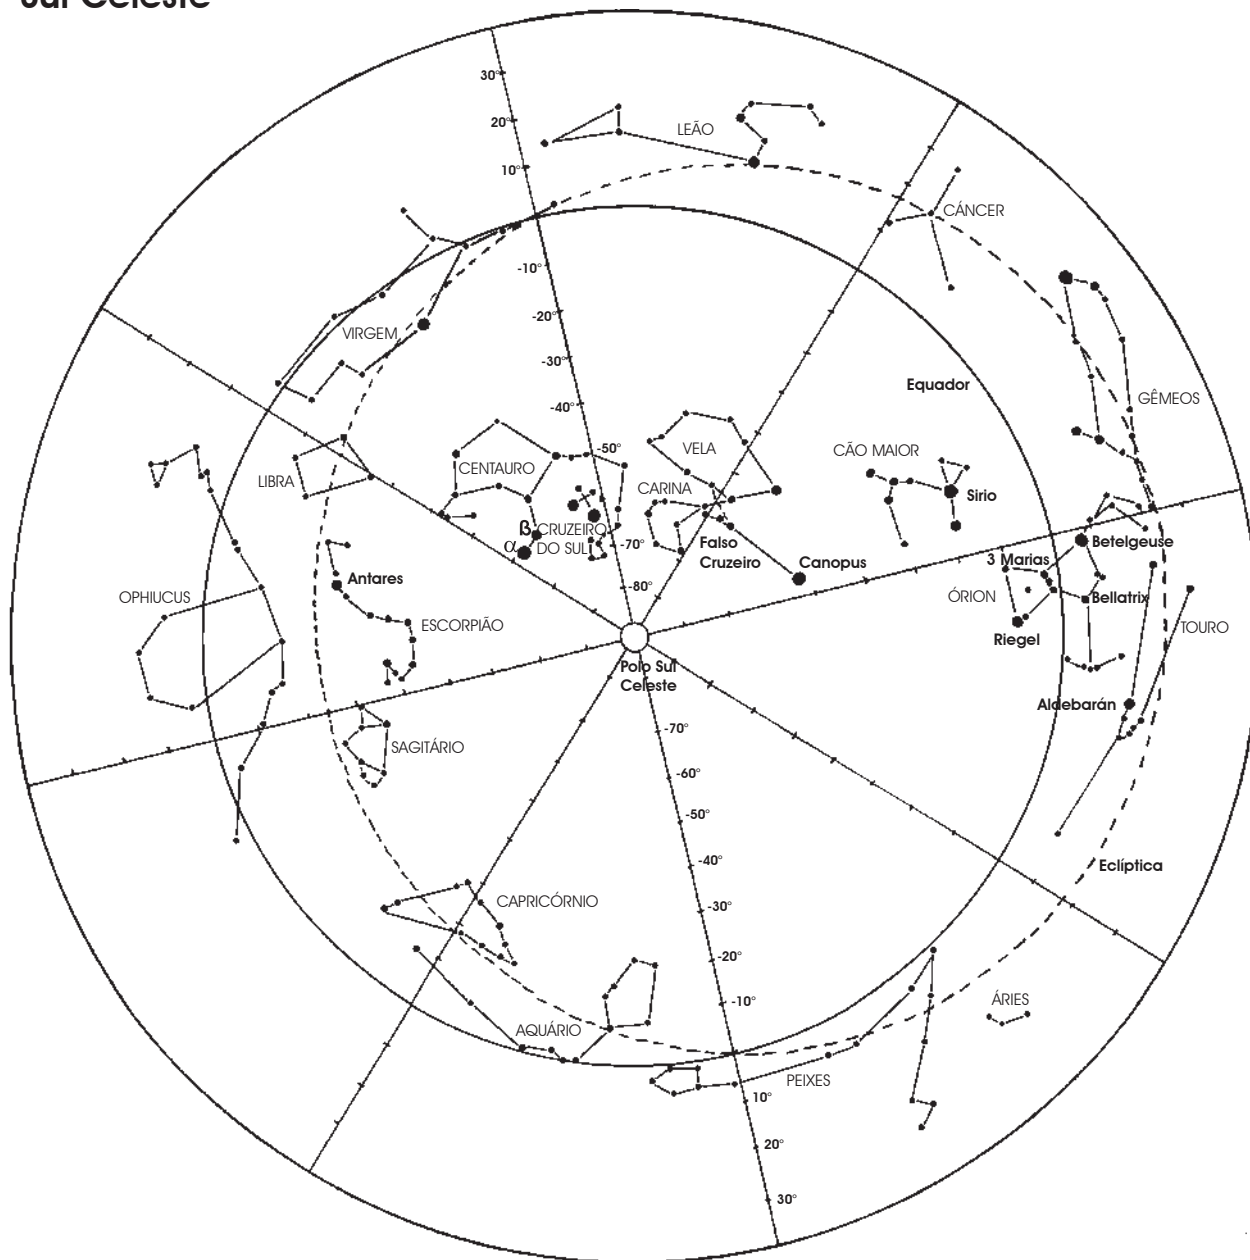 Sul Celeste
30°
20°
10°
-10°
-20°
-30°
-40°
-50°
-70°
-80°
LEÃO
CÁNCER
VIRGEM
Equador
GÊMEOS
VELA
CÃO MAIOR
CENTAURO
LIBRA
CARINA
Sirio
ß
α
CRUZEIRO
DO SUL
Falso
Cruzeiro
Canopus
3 Marias
Betelgeuse
Antares
OPHIUCUS
ÓRION
Bellatrix
ESCORPIÃO
Riegel
TOURO
Polo Sul
Celeste
Aldebarán
SAGITÁRIO
-70°
-60°
-50°
-40°
-30°
-20°
-10°
10°
20°
30°
Eclíptica
CAPRICÓRNIO
ÁRIES
AQUÁRIO
PEIXES